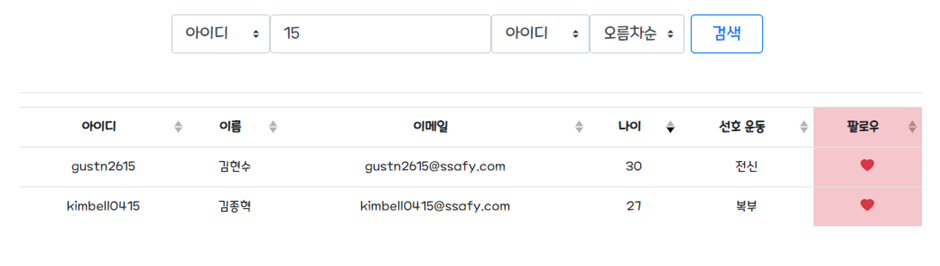 아이디 15 아이디 오름차순 검색
아이디 이름 이메일 나이 선호 운동 팔로우
gustn2615 김현수 gustn2615@ssafy.com 30 전신
kimbell0415 김종혁 kimbell0415@ssafy.com 27 복부